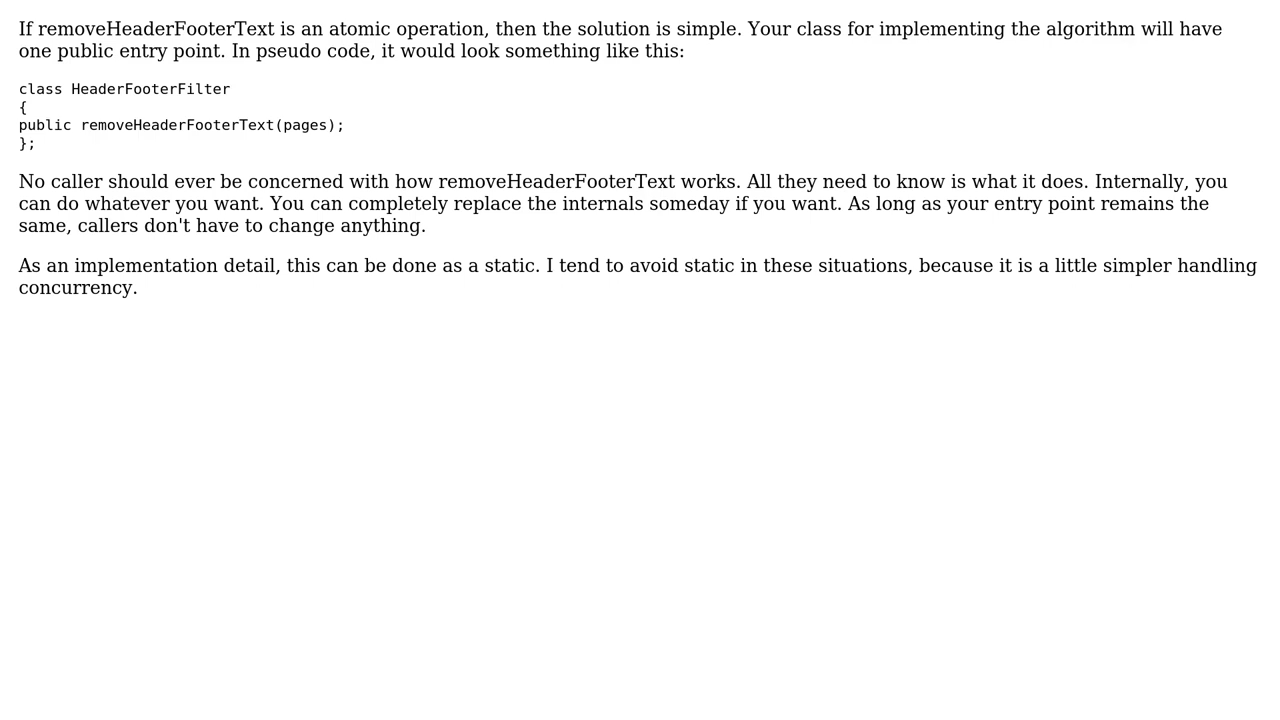 If removeHeaderFooterText is an atomic operation, then the solution is simple. Your class for implementing the algorithm will have
one public entry point. In pseudo code, it would look something like this:
class HeaderFooterFilter
{
public removeHeaderFooterText(pages);
};
No caller should ever be concerned with how removeHeaderFooterText works. All they need to know is what it does. Internally, you
can do whatever you want. You can completely replace the internals someday if you want. As long as your entry point remains the
same, callers don't have to change anything.
As an implementation detail, this can be done as a static. I tend to avoid static in these situations, because it is a little simpler handling
concurrency.